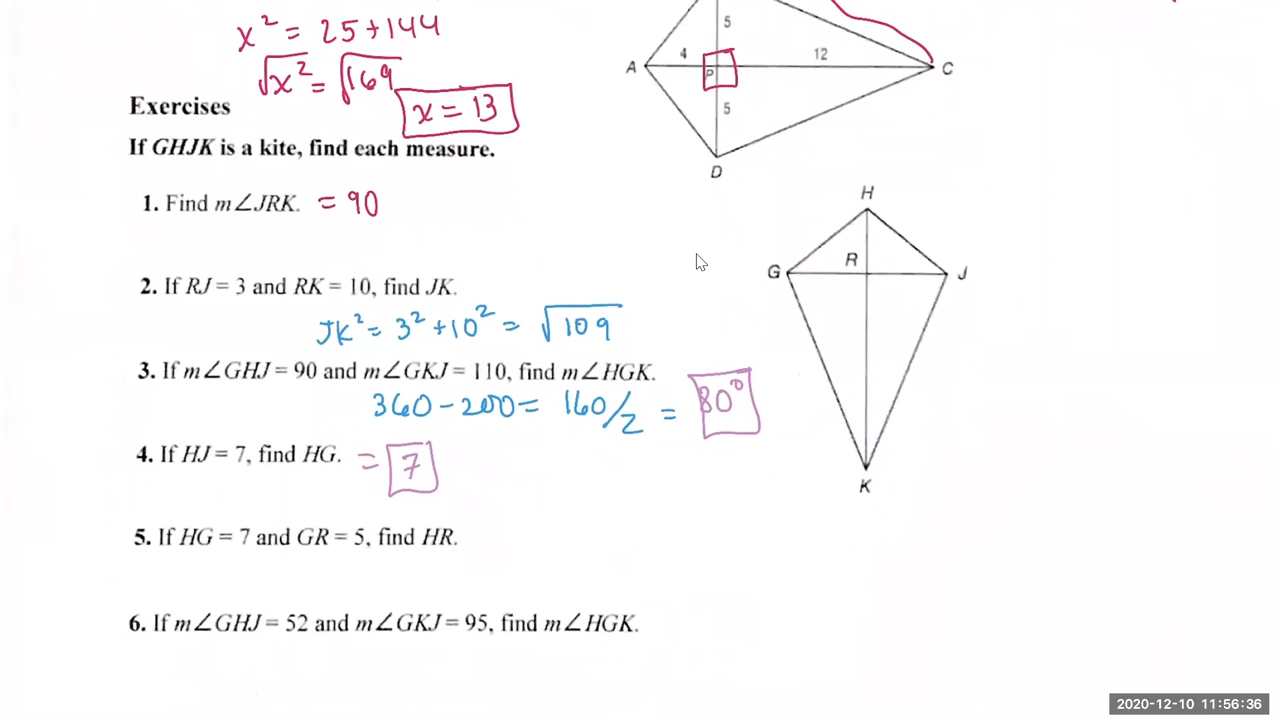 x² = 25 + 144
√x² = √169
x = 13
5
4
12
A
P
C
5
D
Exercises
If GHJK is a kite, find each measure.
1. Find m∠JRK. = 90
2. If RJ = 3 and RK = 10, find JK.
JK² = 3² + 10² = √109
3. If m∠GHJ = 90 and m∠GKJ = 110, find m∠HGK.
360 - 200 = 160/2 = 80°
4. If HJ = 7, find HG. = 7
5. If HG = 7 and GR = 5, find HR.
6. If m∠GHJ = 52 and m∠GKJ = 95, find m∠HGK.
H
G
R
J
K
2020-12-10 11:56:36